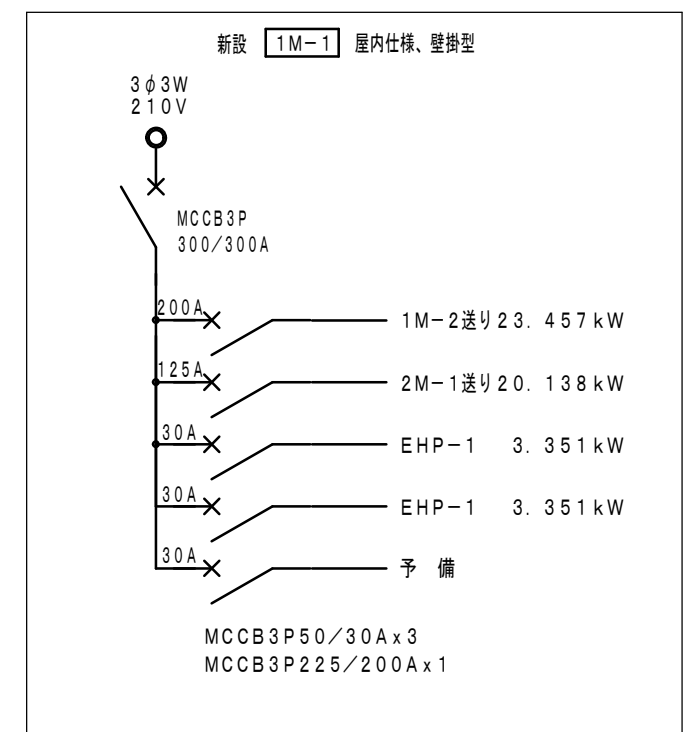 新設 1M-1 屋内仕様、壁掛型
3φ3W
210V
MCCB3P
300/300A
200A 1M-2送り23.457kW
125A 2M-1送り20.138kW
30A EHP-1 3.351kW
30A EHP-1 3.351kW
30A 予備
MCCB3P50/30Ax3
MCCB3P225/200Ax1